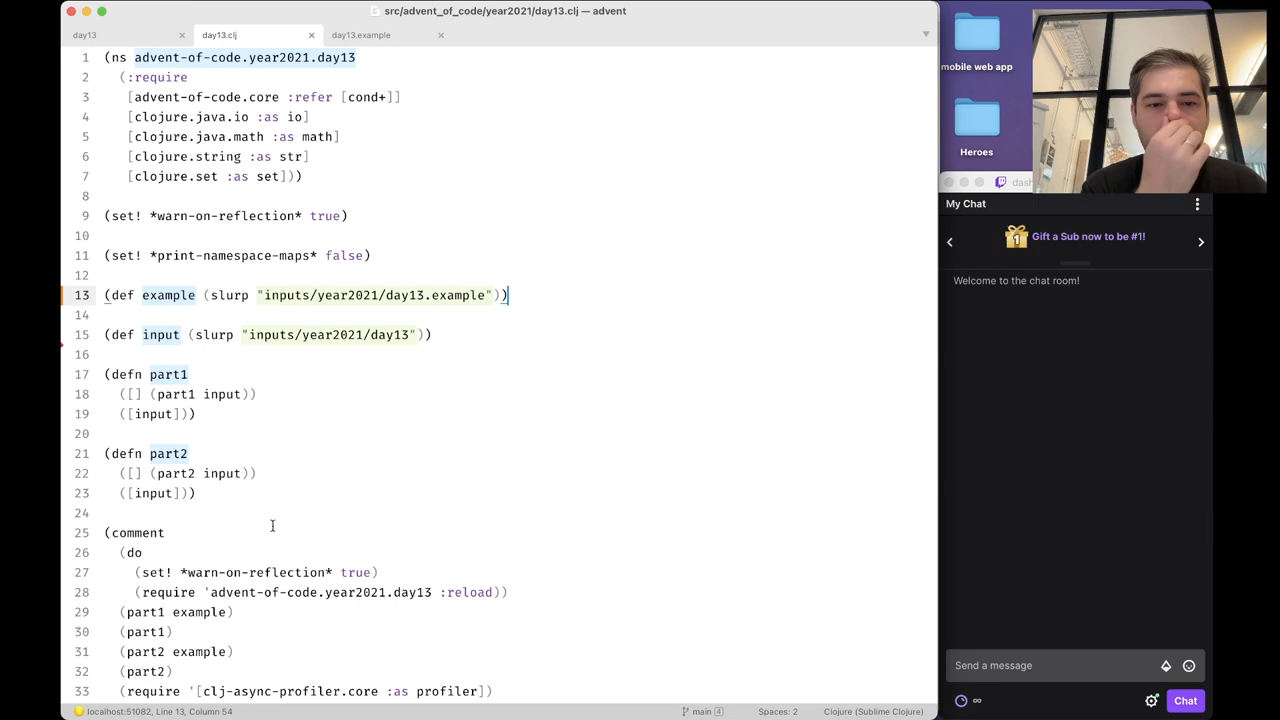 src/advent_of_code/year2021/day13.clj — advent
day13
day13.clj
day13.example
1 (ns advent-of-code.year2021.day13
2 (:require
3 [advent-of-code.core :refer [cond+]]
4 [clojure.java.io :as io]
5 [clojure.java.math :as math]
6 [clojure.string :as str]
7 [clojure.set :as set]))
8
9 (set! *warn-on-reflection* true)
10
11 (set! *print-namespace-maps* false)
12
13 (def example (slurp "inputs/year2021/day13.example"))
14
15 (def input (slurp "inputs/year2021/day13"))
16
17 (defn part1
18 ([] (part1 input))
19 ([input]))
20
21 (defn part2
22 ([] (part2 input))
23 ([input]))
24
25 (comment
26 (do
27 (set! *warn-on-reflection* true)
28 (require 'advent-of-code.year2021.day13 :reload))
29 (part1 example)
30 (part1)
31 (part2 example)
32 (part2)
33 (require '[clj-async-profiler.core :as profiler])
localhost:51082, Line 13, Column 54
main 4
Spaces: 2
Clojure (Sublime Clojure)
mobile web app
Heroes
My Chat
1 Gift a Sub now to be #1!
Welcome to the chat room!
Send a message
∞
Chat